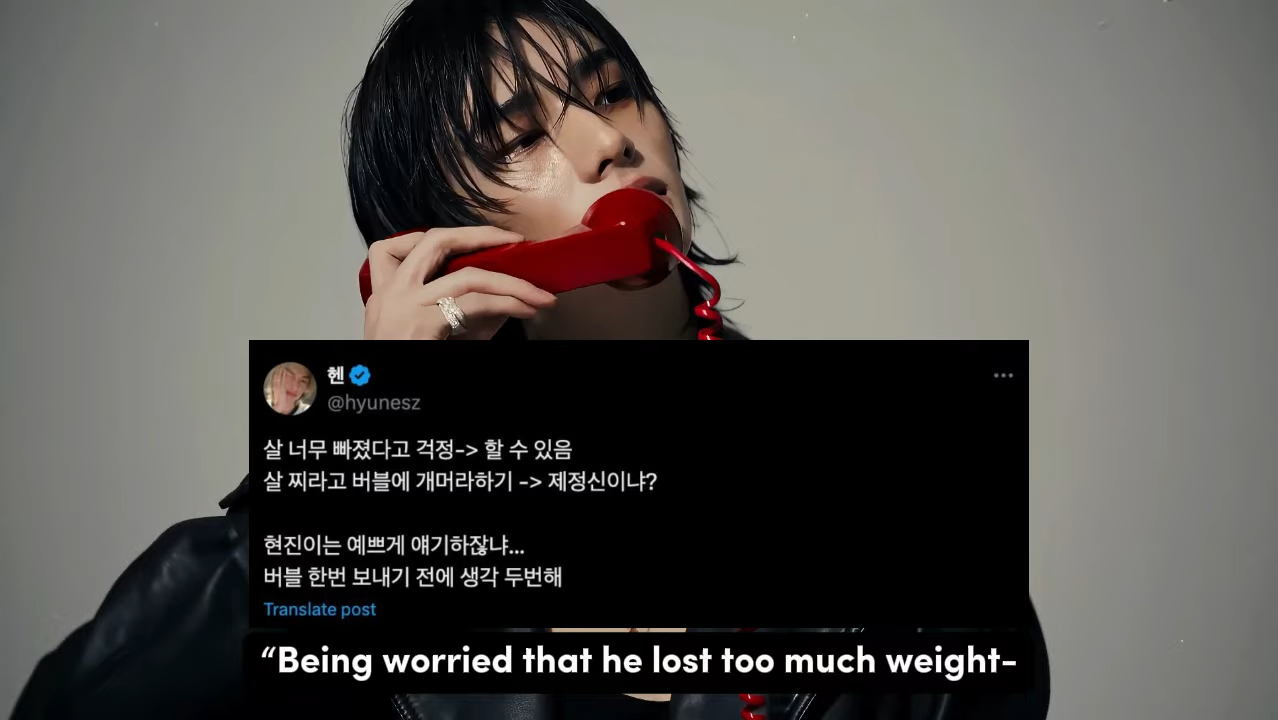 헨
@hyunesz
살 너무 빠졌다고 걱정-> 할 수 있음
살 찌라고 버블에 개머라하기 -> 제정신이냐?
현진이는 예쁘게 얘기하잖냐...
버블 한번 보내기 전에 생각 두번해
Translate post
“Being worried that he lost too much weight-